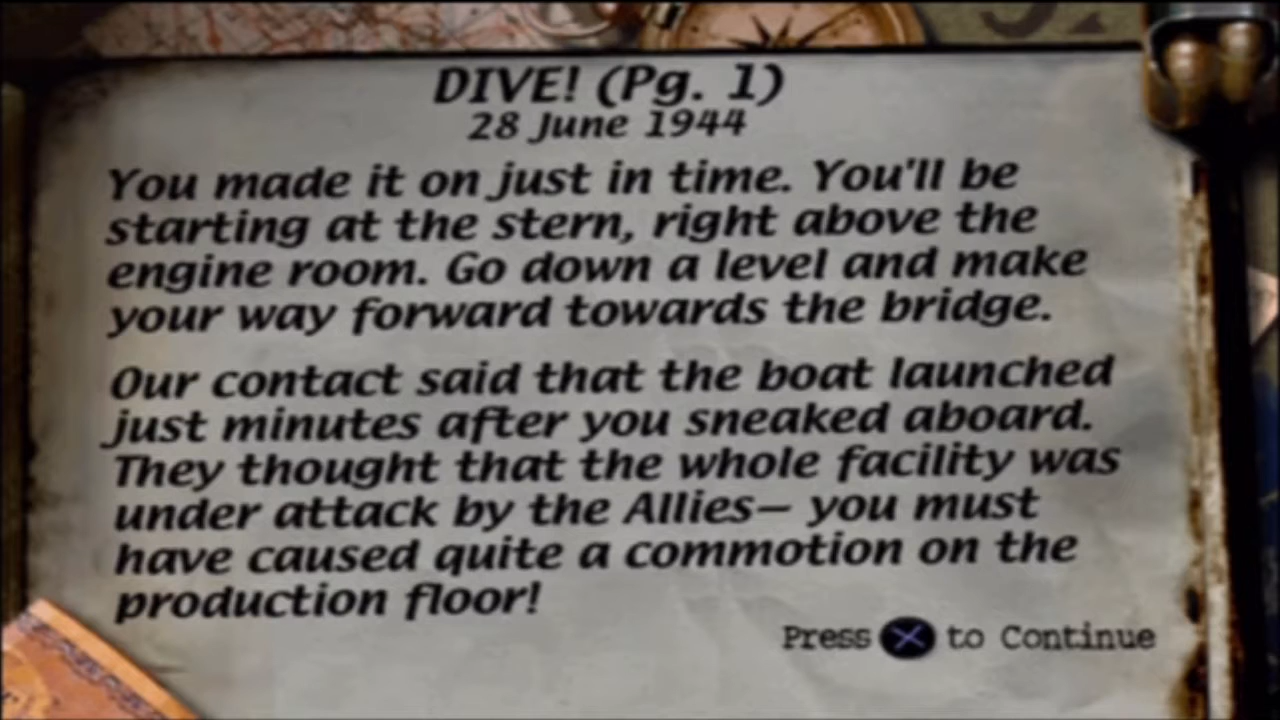 DIVE! (Pg. 1)
28 June 1944
You made it on just in time. You'll be
starting at the stern, right above the
engine room. Go down a level and make
your way forward towards the bridge.
Our contact said that the boat launched
just minutes after you sneaked aboard.
They thought that the whole facility was
under attack by the Allies— you must
have caused quite a commotion on the
production floor!
Press X to Continue